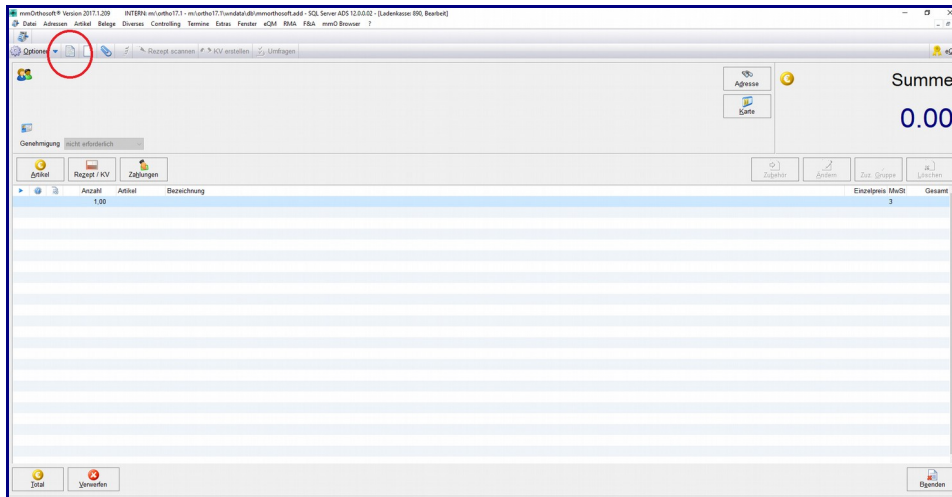 mmOrthosoft® Version 2017.1.209 INTERN: m:\ortho17.1 - m:\ortho17.1\vvndata\db\mmorthosoft.add - SQL Server ADS 12.0.0.02 - [Ladenkasse: 890, Bearbeit]
Datei Adressen Artikel Belege Diverses Controlling Termine Extras Fenster eQM RMA F&A mmO Browser ?
Optionen Rezept scannen KV erstellen Umfragen
Adresse Summe
Karte
0.00
Genehmigung nicht erforderlich
Artikel Rezept / KV Zahlungen Zubehör Ändern Zus. Gruppe Löschen
Anzahl Artikel Bezeichnung Einzelpreis MwSt Gesamt
1,00 3
Total Verwerfen Beenden